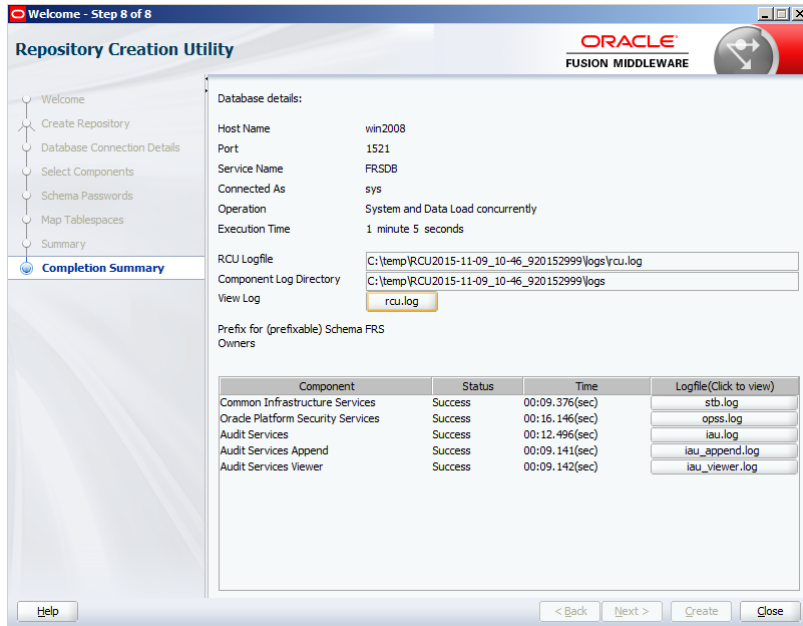 Welcome - Step 8 of 8
Repository Creation Utility
ORACLE
FUSION MIDDLEWARE
Welcome
Create Repository
Database Connection Details
Select Components
Schema Passwords
Map Tablespaces
Summary
Completion Summary
Database details:
Host Name win2008
Port 1521
Service Name FRSDB
Connected As sys
Operation System and Data Load concurrently
Execution Time 1 minute 5 seconds
RCU Logfile C:\temp\RCU2015-11-09_10-46_920152999\logs\rcu.log
Component Log Directory C:\temp\RCU2015-11-09_10-46_920152999\logs
View Log rcu.log
Prefix for (prefixable) Schema FRS
Owners
Component Status Time Logfile(Click to view)
Common Infrastructure Services Success 00:09.376(sec) stb.log
Oracle Platform Security Services Success 00:16.146(sec) opss.log
Audit Services Success 00:12.496(sec) iau.log
Audit Services Append Success 00:09.141(sec) iau_append.log
Audit Services Viewer Success 00:09.142(sec) iau_viewer.log
Help < Back Next > Create Close